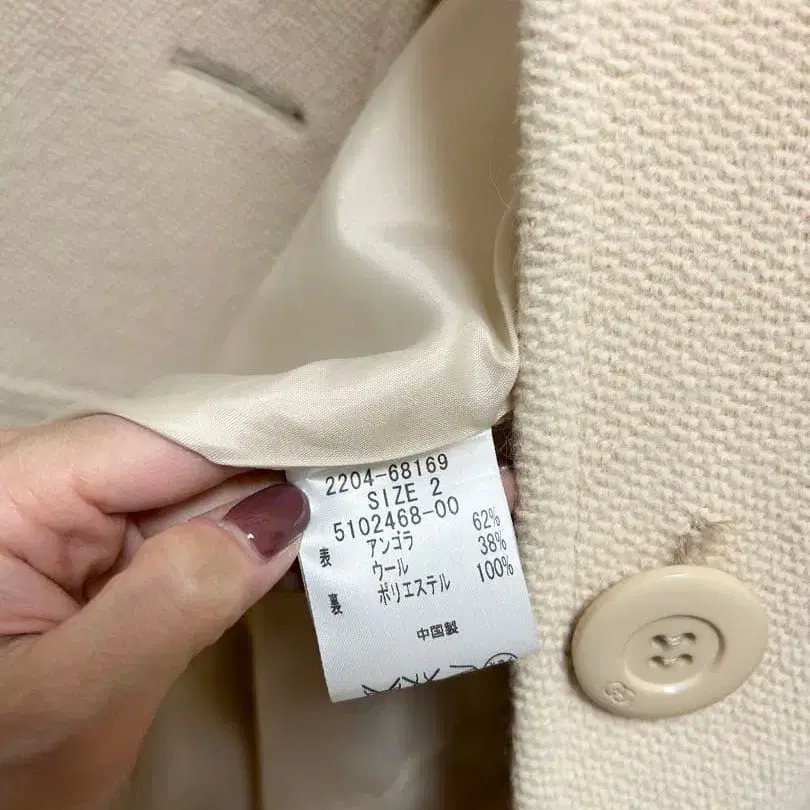 2204-68169
SIZE 2
5102468-00
表 アンゴラ 62%
ウール 38%
裏 ポリエステル 100%
中国製